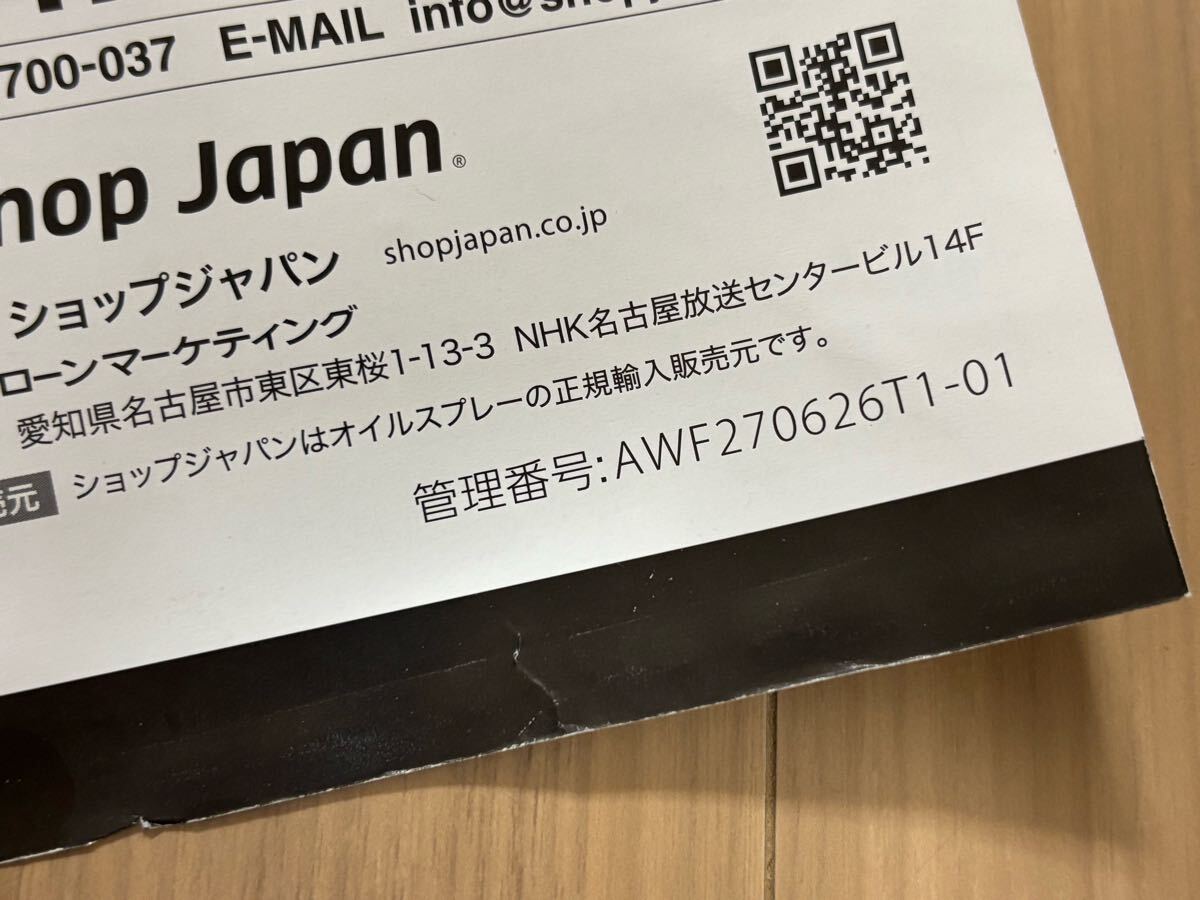 700-037 E-MAIL info@shop
hop Japan®
ショップジャパン shopjapan.co.jp
ローンマーケティング
愛知県名古屋市東区東桜1-13-3 NHK名古屋放送センタービル14F
売元 ショップジャパンはオイルスプレーの正規輸入販売元です。
管理番号:AWF270626T1-01